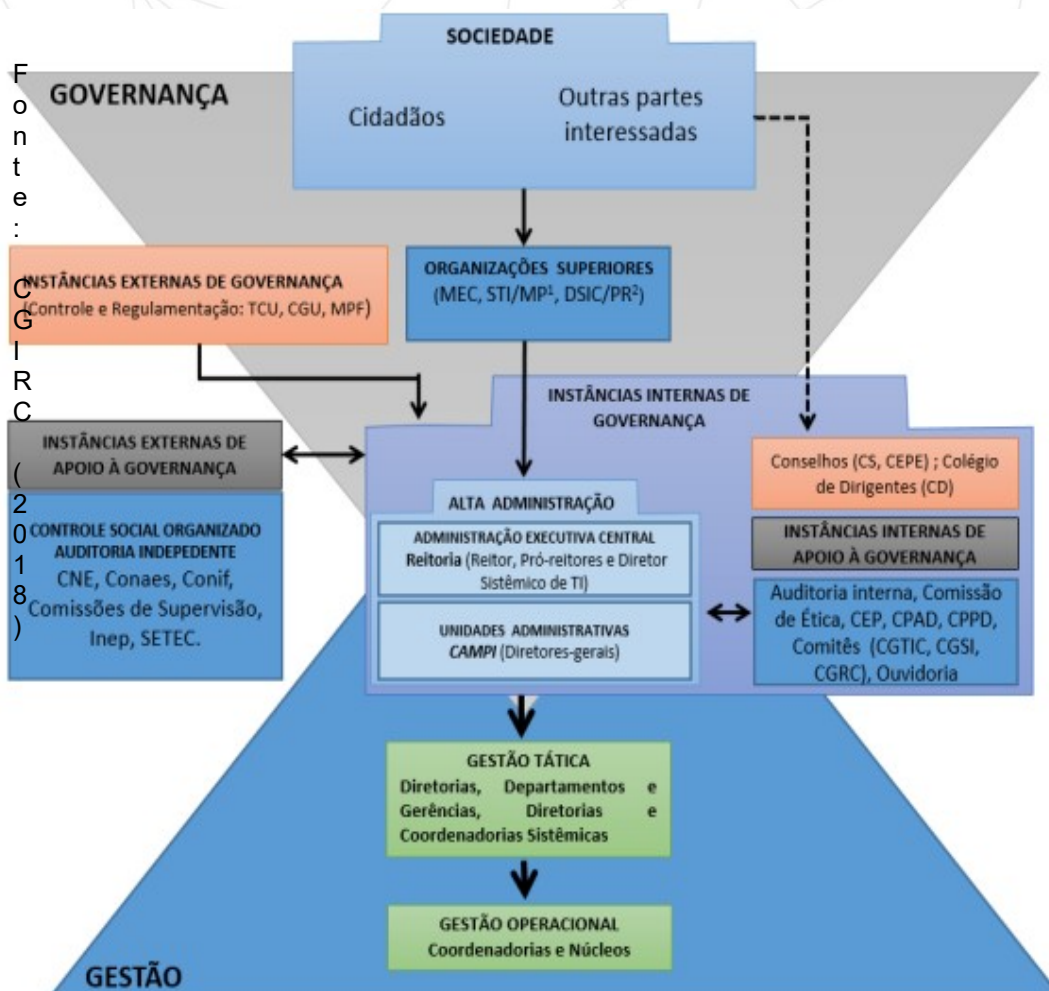 SOCIEDADE
GOVERNANÇA
Cidadãos
Outras partes
interessadas
Fonte: CGIRC (2018)
INSTÂNCIAS EXTERNAS DE GOVERNANÇA
(Controle e Regulamentação: TCU, CGU, MPF)
ORGANIZAÇÕES SUPERIORES
(MEC, STI/MP¹, DSIC/PR²)
INSTÂNCIAS INTERNAS DE
GOVERNANÇA
INSTÂNCIAS EXTERNAS DE
APOIO À GOVERNANÇA
CONTROLE SOCIAL ORGANIZADO
AUDITORIA INDEPEDENTE
CNE, Conaes, Conif,
Comissões de Supervisão,
Inep, SETEC.
ALTA ADMINISTRAÇÃO
ADMINISTRAÇÃO EXECUTIVA CENTRAL
Reitoria (Reitor, Pró-reitores e Diretor
Sistêmico de TI)
UNIDADES ADMINISTRATIVAS
CAMPI (Diretores-gerais)
Conselhos (CS, CEPE) ; Colégio
de Dirigentes (CD)
INSTÂNCIAS INTERNAS DE
APOIO À GOVERNANÇA
Auditoria interna, Comissão
de Ética, CEP, CPAD, CPPD,
Comitês (CGTIC, CGSI,
CGRC), Ouvidoria
GESTÃO TÁTICA
Diretorias, Departamentos e
Gerências, Diretorias e
Coordenadorias Sistêmicas
GESTÃO OPERACIONAL
Coordenadorias e Núcleos
GESTÃO